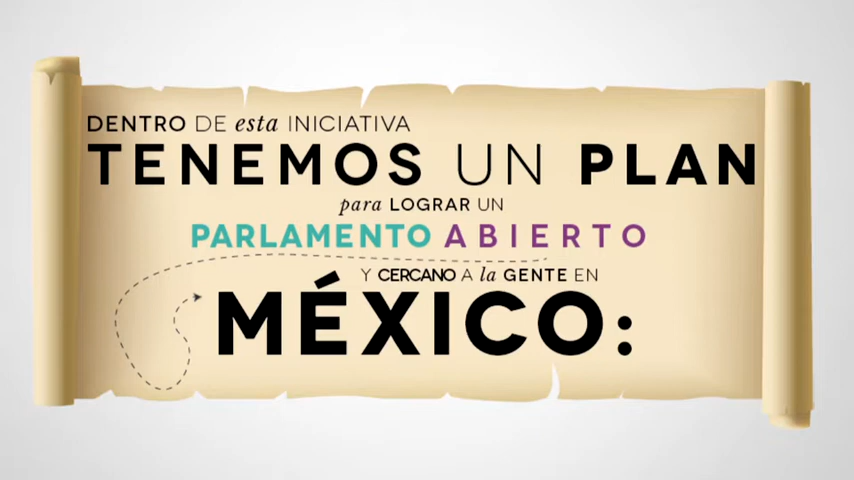 DENTRO DE esta INICIATIVA
TENEMOS UN PLAN
para LOGRAR UN
PARLAMENTO ABIERTO
Y CERCANO A la GENTE EN
MÉXICO: